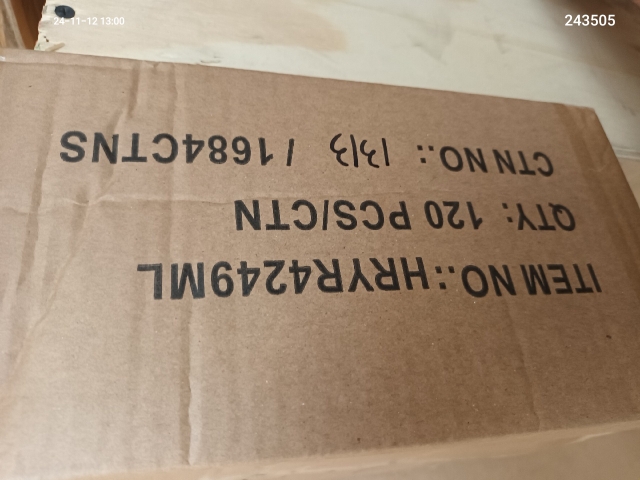 24-11-12 13:00
243505
ITEM NO.:HRYR4249ML
QTY: 120 PCS/CTN
CTN NO.: 1313 / 1684CTNS